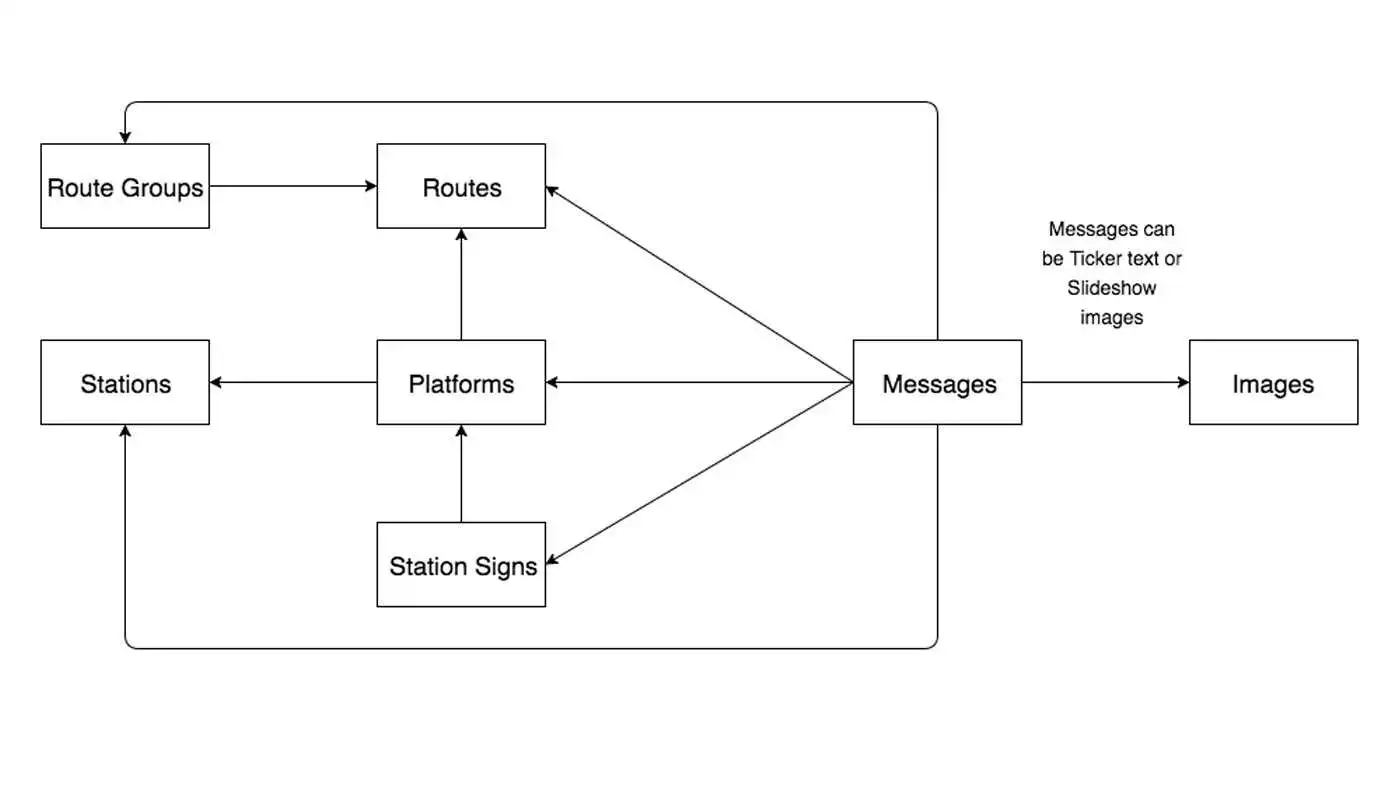 Route Groups
Routes
Messages can
be Ticker text or
Slideshow
images
Stations
Platforms
Messages
Images
Station Signs